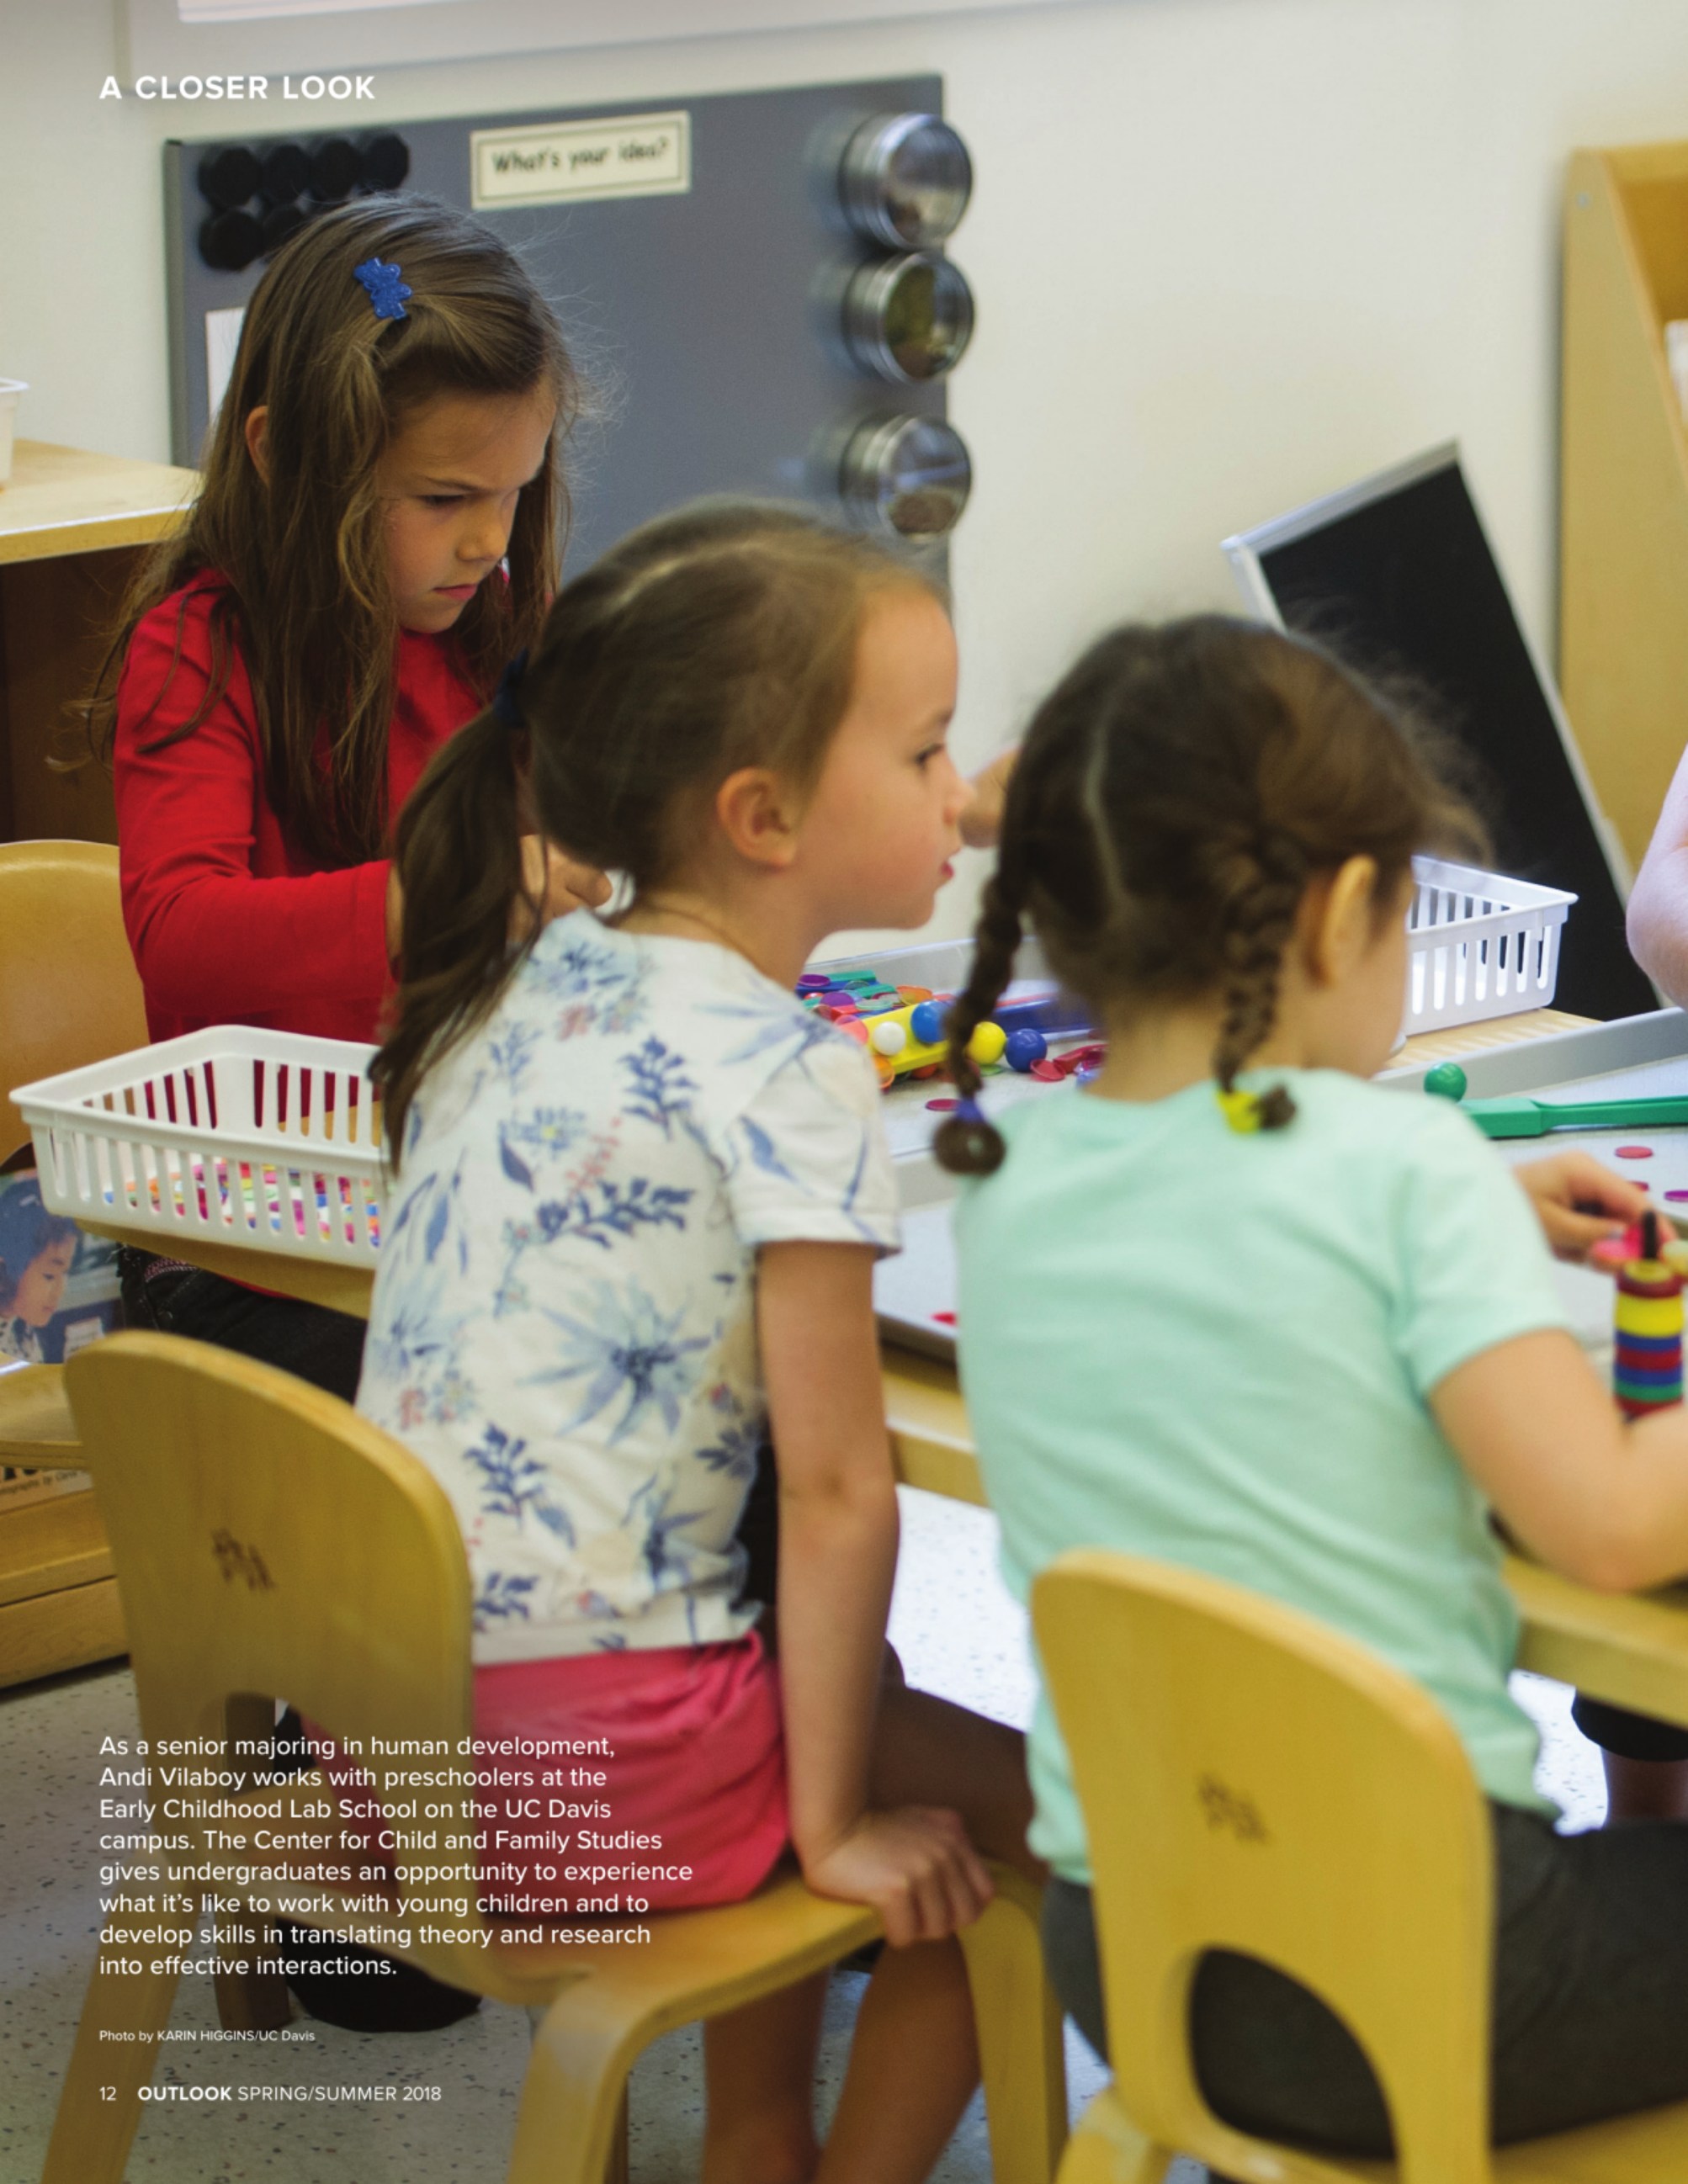 A CLOSER LOOK
What's your idea?
As a senior majoring in human development,
Andi Vilaboy works with preschoolers at the
Early Childhood Lab School on the UC Davis
campus. The Center for Child and Family Studies
gives undergraduates an opportunity to experience
what it’s like to work with young children and to
develop skills in translating theory and research
into effective interactions.
Photo by KARIN HIGGINS/UC Davis
12 OUTLOOK SPRING/SUMMER 2018